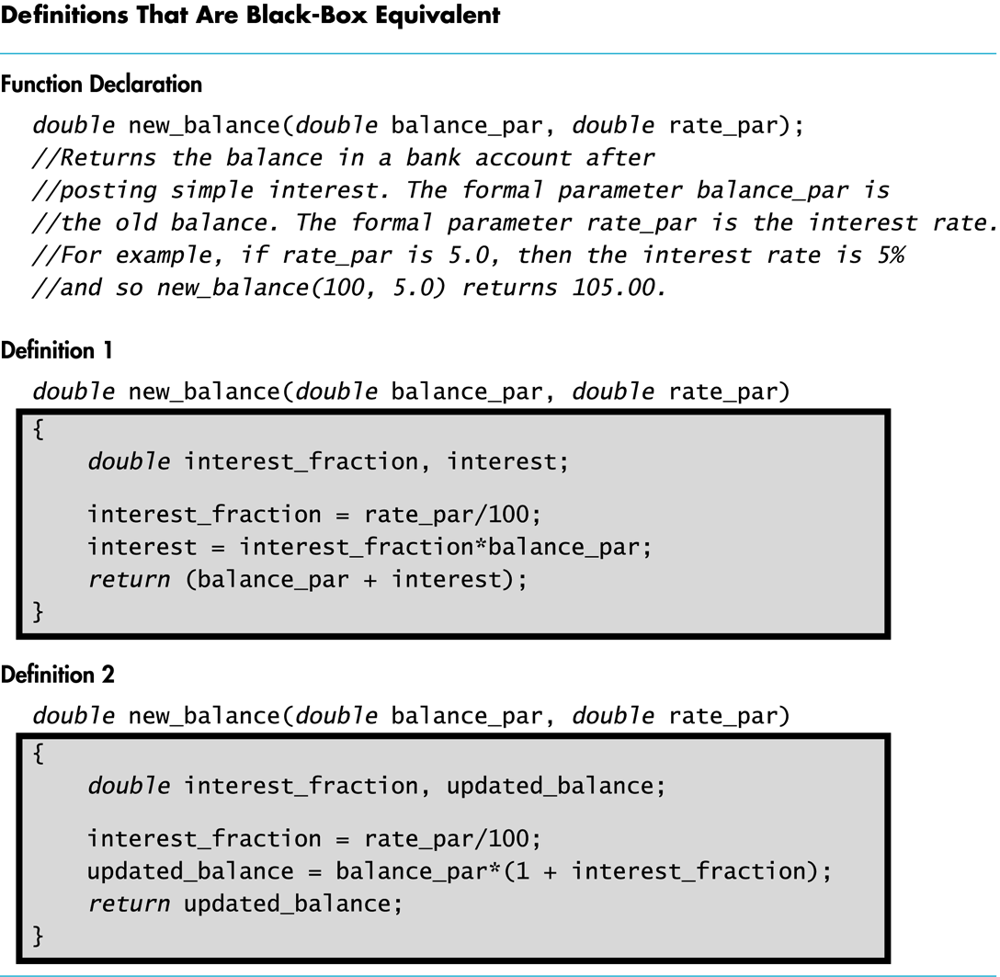 Definitions That Are Black-Box Equivalent
Function Declaration
double new_balance(double balance_par, double rate_par);
//Returns the balance in a bank account after
//posting simple interest. The formal parameter balance_par is
//the old balance. The formal parameter rate_par is the interest rate.
//For example, if rate_par is 5.0, then the interest rate is 5%
//and so new_balance(100, 5.0) returns 105.00.
Definition 1
double new_balance(double balance_par, double rate_par)
{
    double interest_fraction, interest;
    interest_fraction = rate_par/100;
    interest = interest_fraction*balance_par;
    return (balance_par + interest);
}
Definition 2
double new_balance(double balance_par, double rate_par)
{
    double interest_fraction, updated_balance;
    interest_fraction = rate_par/100;
    updated_balance = balance_par*(1 + interest_fraction);
    return updated_balance;
}